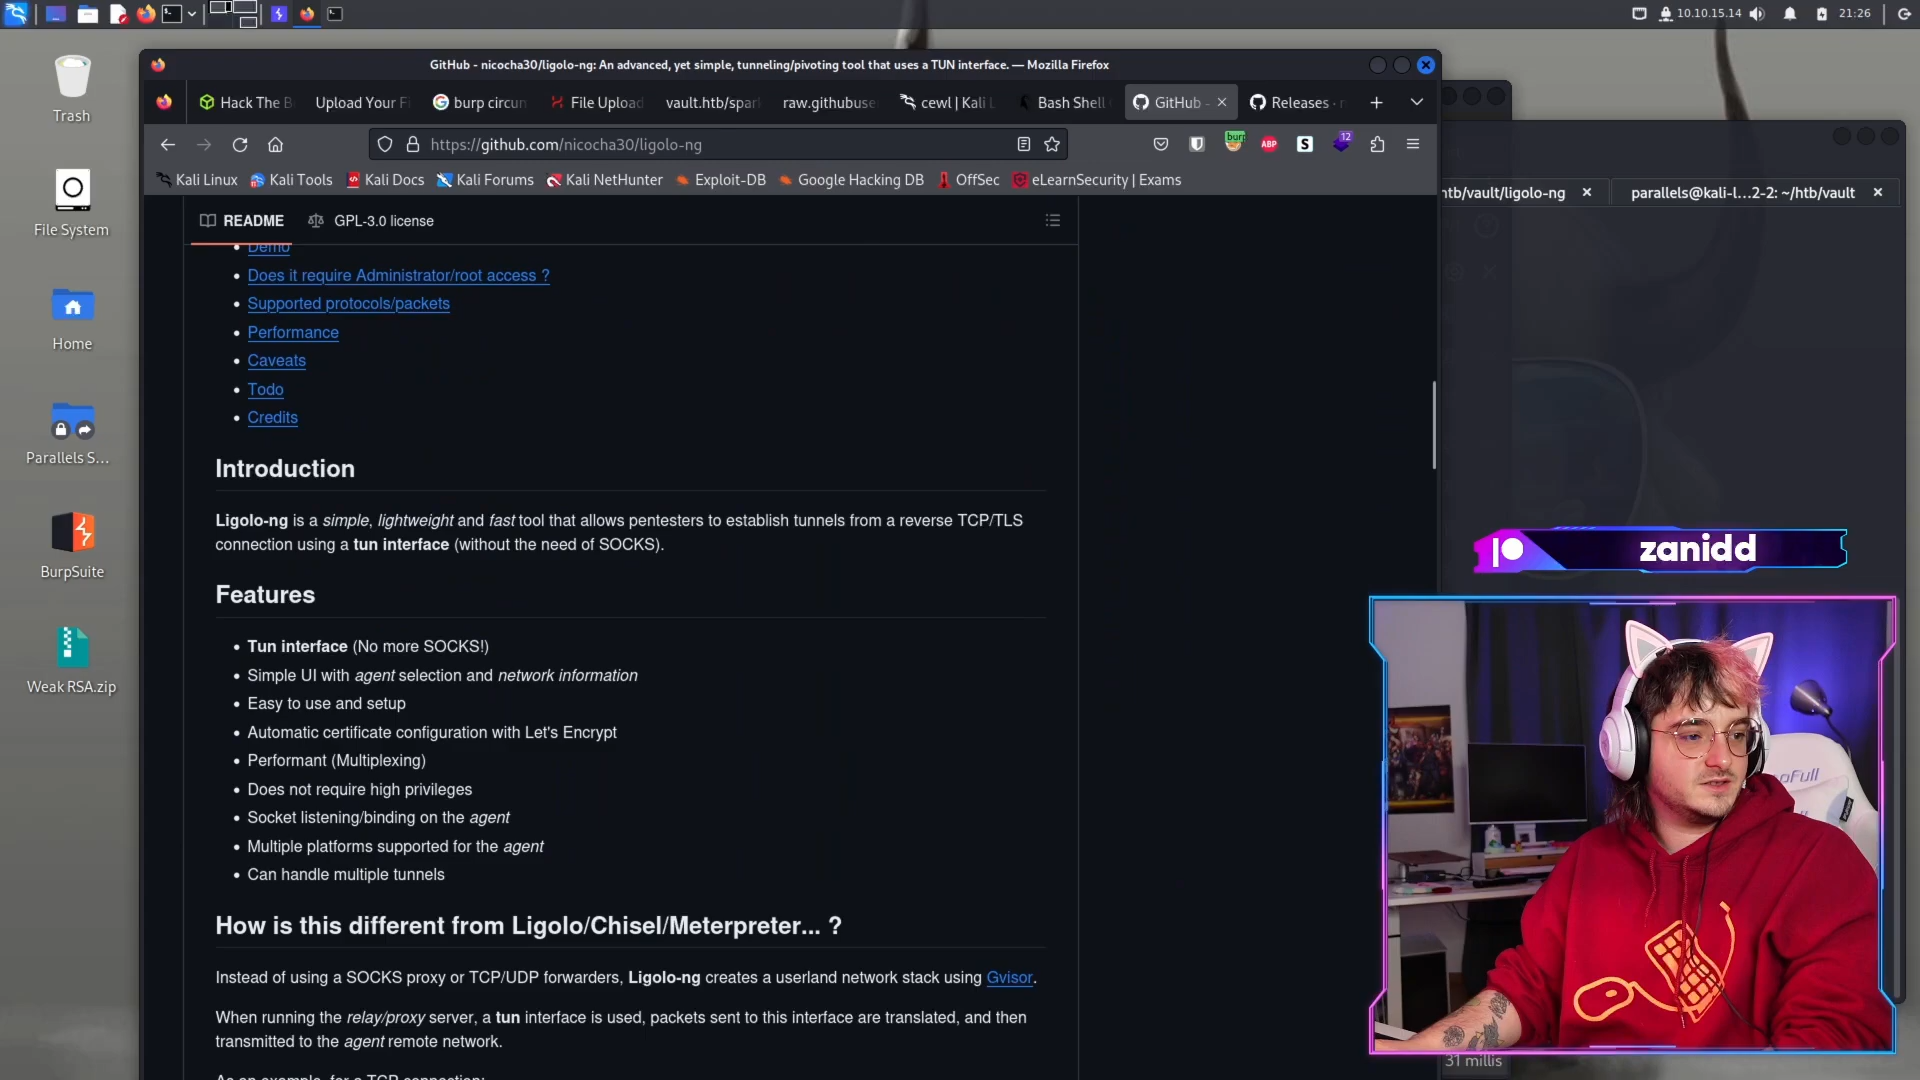 10.10.15.14
21:26
Trash
File System
Home
Parallels S...
BurpSuite
Weak RSA.zip
GitHub - nicocha30/ligolo-ng: An advanced, yet simple, tunneling/pivoting tool that uses a TUN interface. — Mozilla Firefox
Hack The B
Upload Your Fi
burp circun
File Upload
vault.htb/spar
raw.githubuse
cewl | Kali L
Bash Shell
GitHub -
Releases · n
https://github.com/nicocha30/ligolo-ng
burp
ABP
S
12
Kali Linux
Kali Tools
Kali Docs
Kali Forums
Kali NetHunter
Exploit-DB
Google Hacking DB
OffSec
eLearnSecurity | Exams
htb/vault/ligolo-ng
parallels@kali-l...2-2: ~/htb/vault
README
GPL-3.0 license
Demo
Does it require Administrator/root access ?
Supported protocols/packets
Performance
Caveats
Todo
Credits
Introduction
Ligolo-ng is a simple, lightweight and fast tool that allows pentesters to establish tunnels from a reverse TCP/TLS
connection using a tun interface (without the need of SOCKS).
Features
Tun interface (No more SOCKS!)
Simple UI with agent selection and network information
Easy to use and setup
Automatic certificate configuration with Let's Encrypt
Performant (Multiplexing)
Does not require high privileges
Socket listening/binding on the agent
Multiple platforms supported for the agent
Can handle multiple tunnels
How is this different from Ligolo/Chisel/Meterpreter... ?
Instead of using a SOCKS proxy or TCP/UDP forwarders, Ligolo-ng creates a userland network stack using Gvisor.
When running the relay/proxy server, a tun interface is used, packets sent to this interface are translated, and then
transmitted to the agent remote network.
As an example, for a TCP connection:
zanidd
31 millis